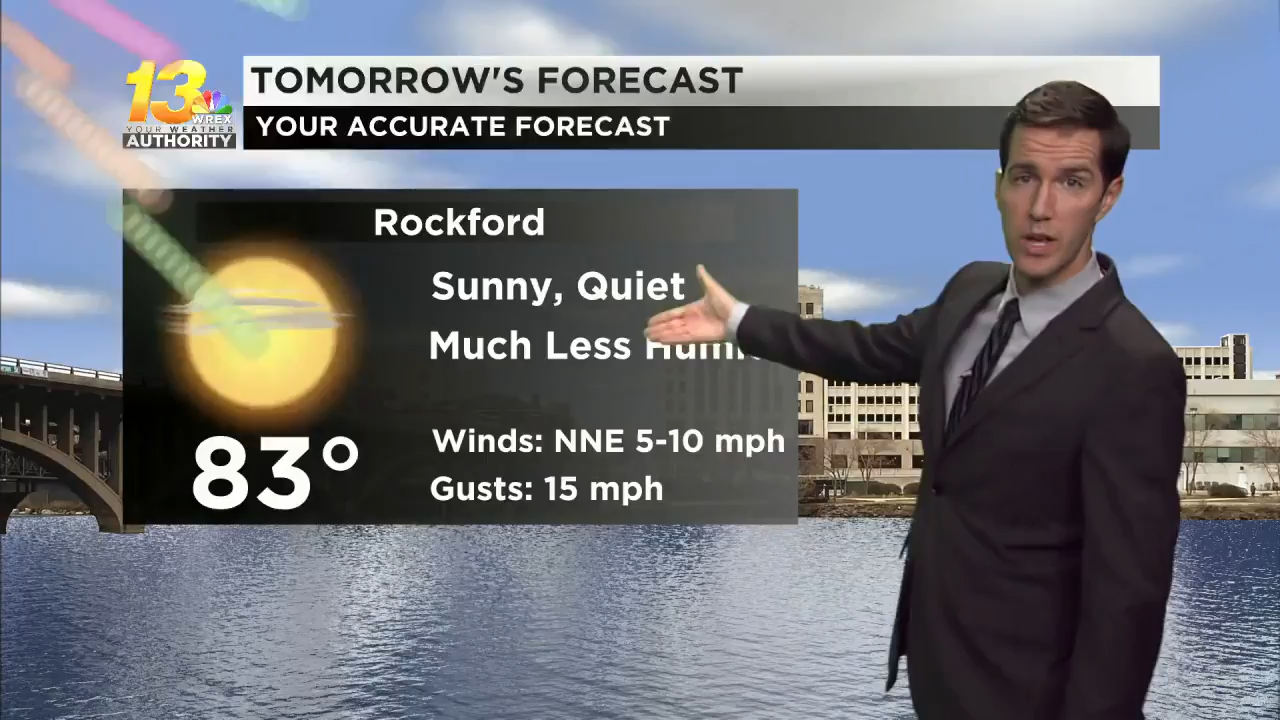 13
WREX
YOUR WEATHER
AUTHORITY
TOMORROW'S FORECAST
YOUR ACCURATE FORECAST
Rockford
Sunny, Quiet
Much Less
83°
Winds: NNE 5-10 mph
Gusts: 15 mph